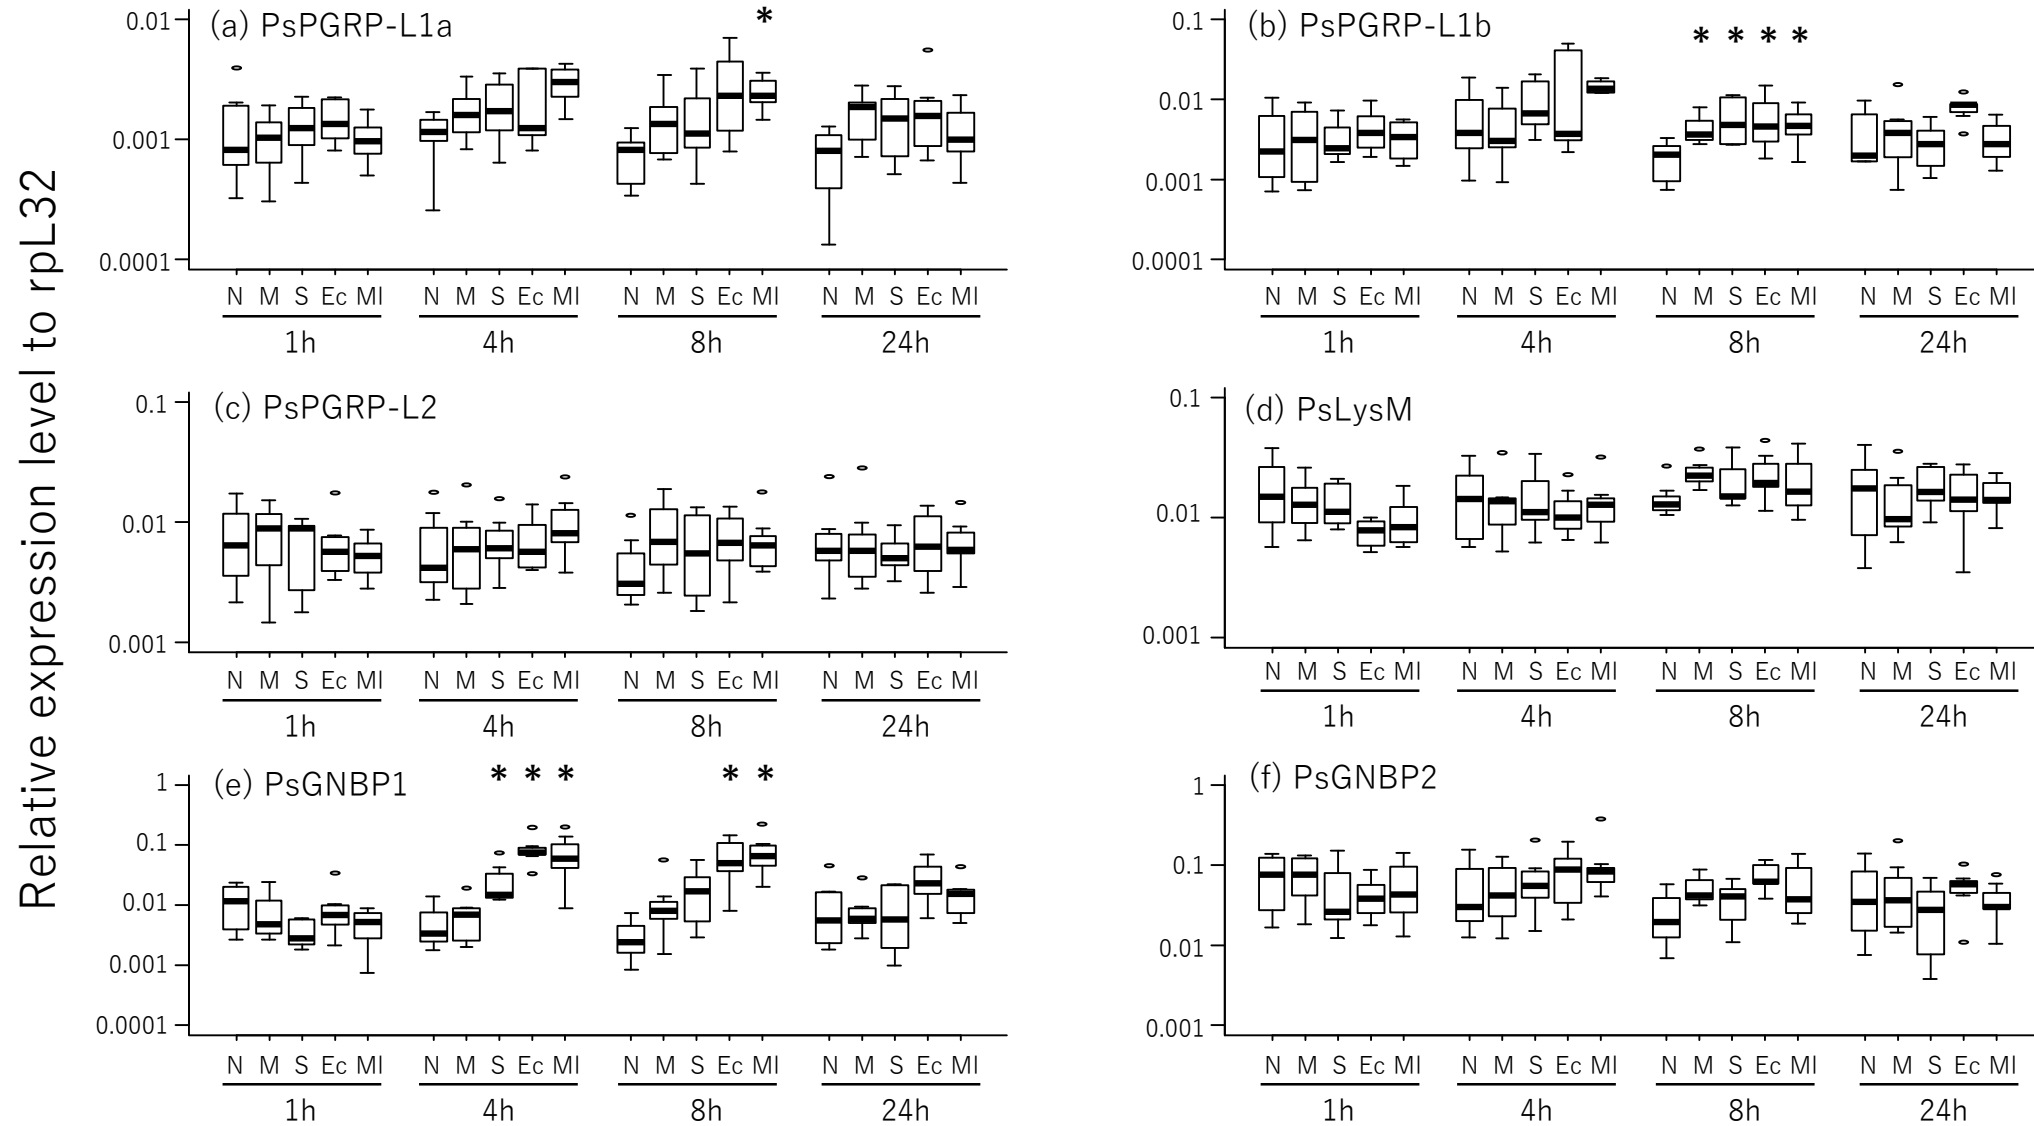 Relative expression level to rpL32
(a) PsPGRP-L1a
*
0.01
0.001
0.0001
N M S Ec Ml N M S Ec Ml N M S Ec Ml N M S Ec Ml
1h 4h 8h 24h
(b) PsPGRP-L1b
* * * *
0.1
0.01
0.001
0.0001
N M S Ec Ml N M S Ec Ml N M S Ec Ml N M S Ec Ml
1h 4h 8h 24h
(c) PsPGRP-L2
0.1
0.01
0.001
N M S Ec Ml N M S Ec Ml N M S Ec Ml N M S Ec Ml
1h 4h 8h 24h
(d) PsLysM
0.1
0.01
0.001
N M S Ec Ml N M S Ec Ml N M S Ec Ml N M S Ec Ml
1h 4h 8h 24h
(e) PsGNBP1
* * * * *
1
0.1
0.01
0.001
0.0001
N M S Ec Ml N M S Ec Ml N M S Ec Ml N M S Ec Ml
1h 4h 8h 24h
(f) PsGNBP2
1
0.1
0.01
0.001
N M S Ec Ml N M S Ec Ml N M S Ec Ml N M S Ec Ml
1h 4h 8h 24h